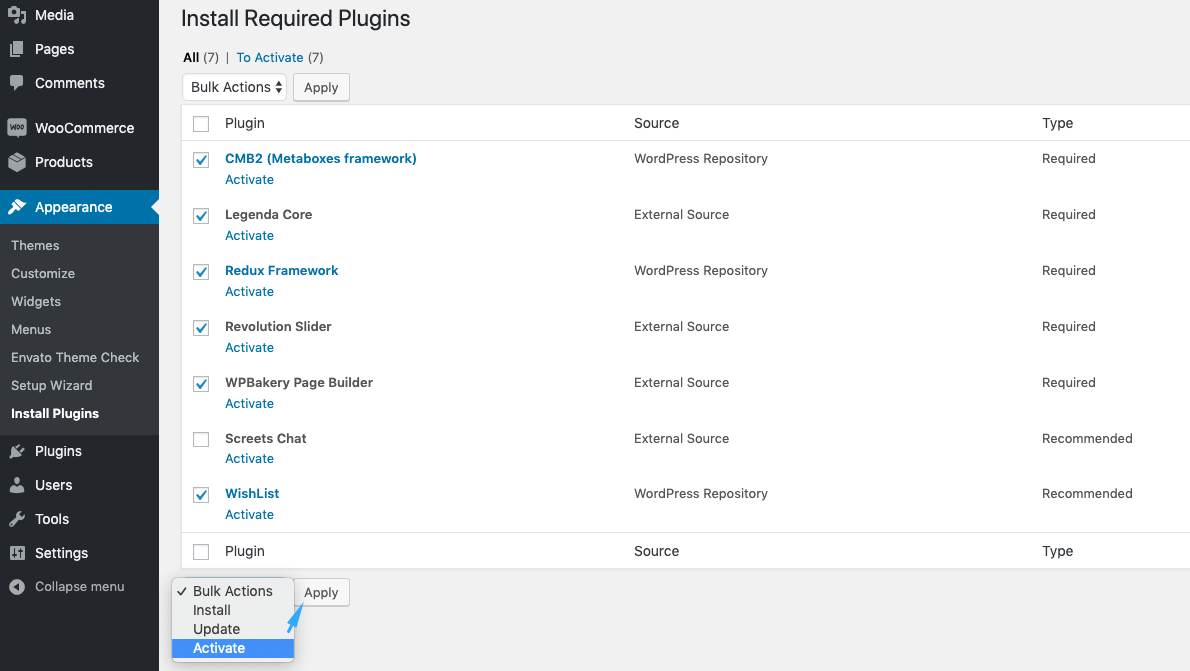 Media
Pages
Comments
WOO WooCommerce
Products
Appearance
Themes
Customize
Widgets
Menus
Envato Theme Check
Setup Wizard
Install Plugins
Plugins
Users
Tools
Settings
Collapse menu
Install Required Plugins
All (7) | To Activate (7)
Bulk Actions Apply
Plugin Source Type
CMB2 (Metaboxes framework) WordPress Repository Required
Activate
Legenda Core External Source Required
Activate
Redux Framework WordPress Repository Required
Activate
Revolution Slider External Source Required
Activate
WPBakery Page Builder External Source Required
Activate
Screets Chat External Source Recommended
Activate
WishList WordPress Repository Recommended
Activate
Plugin Source Type
Bulk Actions Apply
Install
Update
Activate